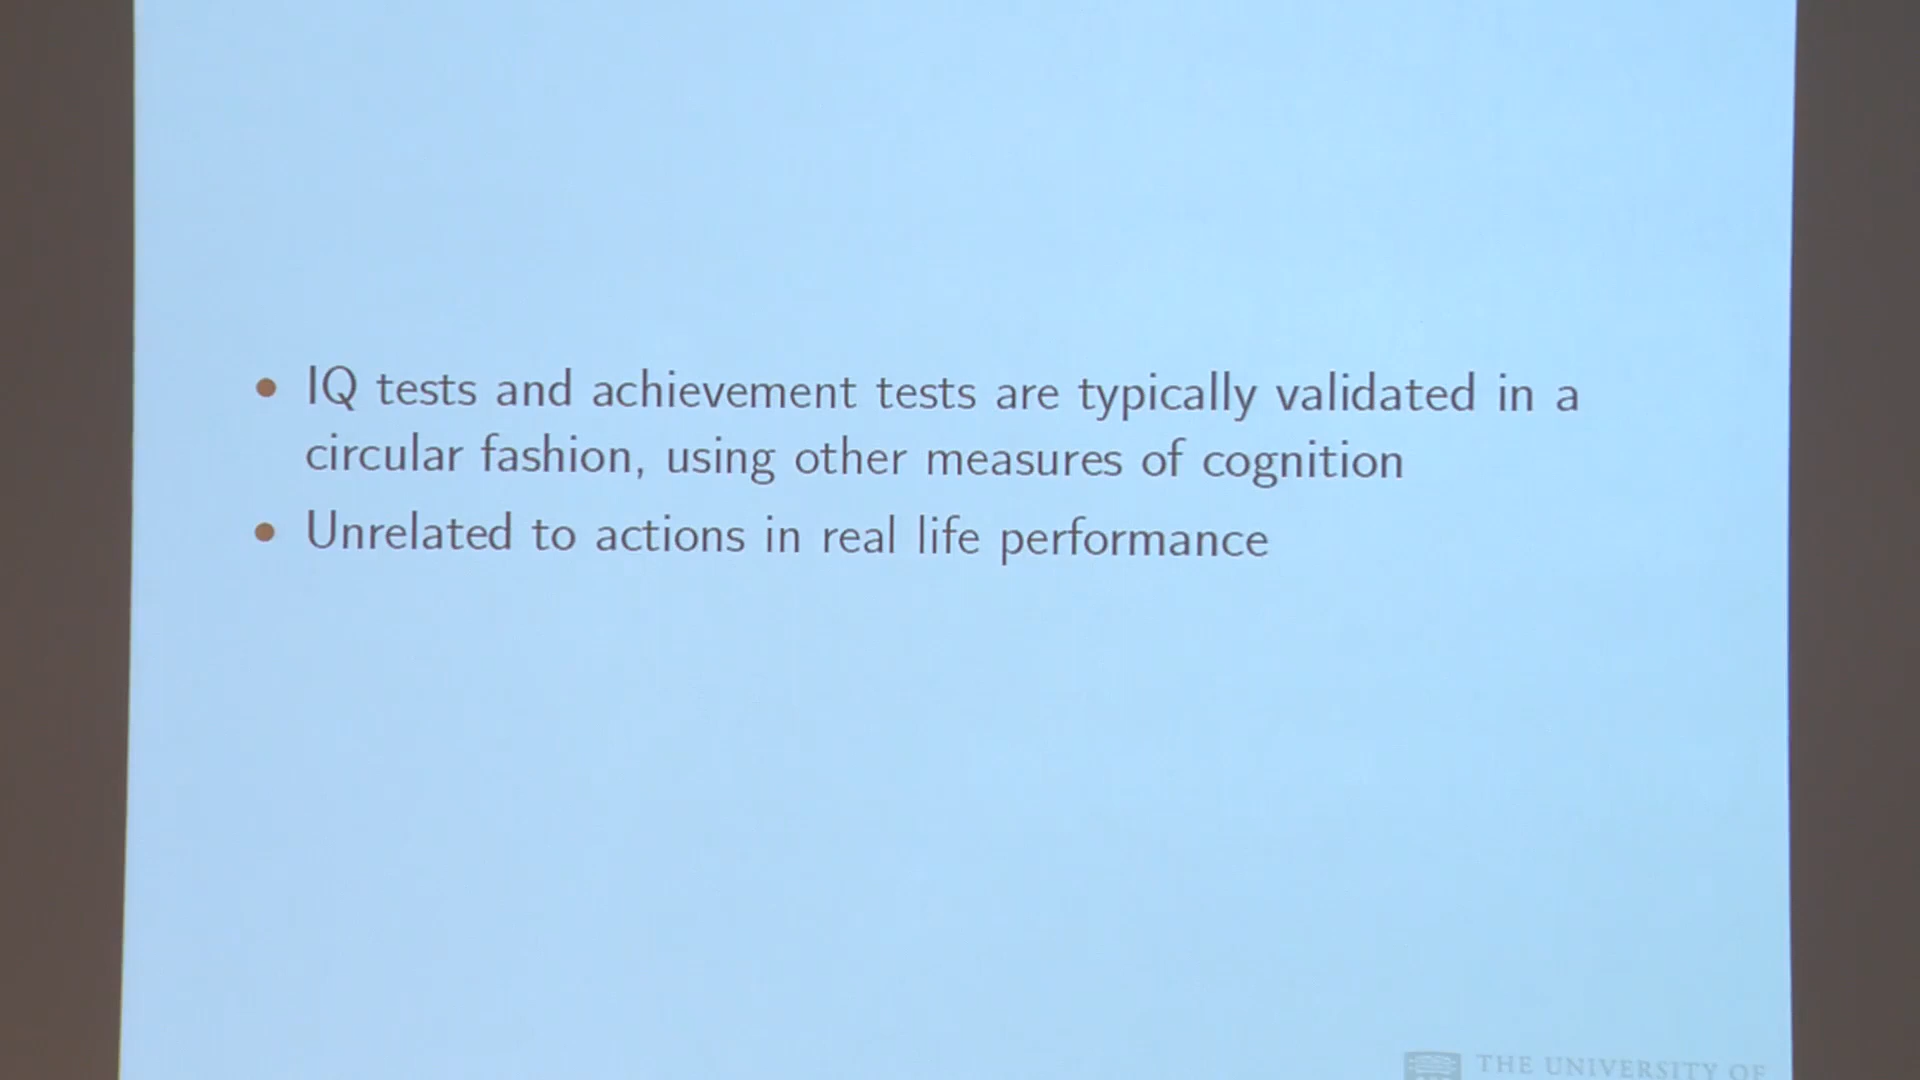 • IQ tests and achievement tests are typically validated in a
circular fashion, using other measures of cognition
• Unrelated to actions in real life performance
THE UNIVERSITY OF